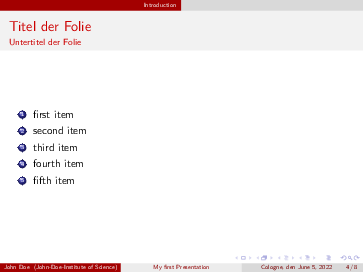 Introduction
Titel der Folie
Untertitel der Folie
first item
second item
third item
fourth item
fifth item
John Doe (John-Doe-Institute of Science) My first Presentation Cologne, den June 5, 2022 4 / 8